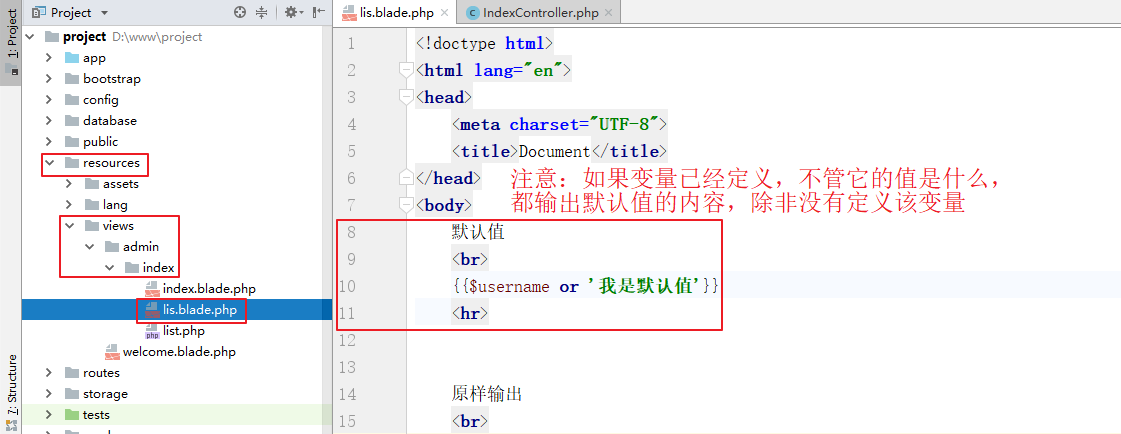 1: Project
7: Structure
Project
project D:\www\project
app
bootstrap
config
database
public
resources
assets
lang
views
admin
index
index.blade.php
lis.blade.php
list.php
welcome.blade.php
routes
storage
tests
lis.blade.php
IndexController.php
1 <!doctype html>
2 <html lang="en">
3 <head>
4 <meta charset="UTF-8">
5 <title>Document</title>
6 </head>
注意：如果变量已经定义，不管它的值是什么，
都输出默认值的内容，除非没有定义该变量
7 <body>
8 默认值
9 <br>
10 {{$username or '我是默认值'}}
11 <hr>
12
13
14 原样输出
15 <br>